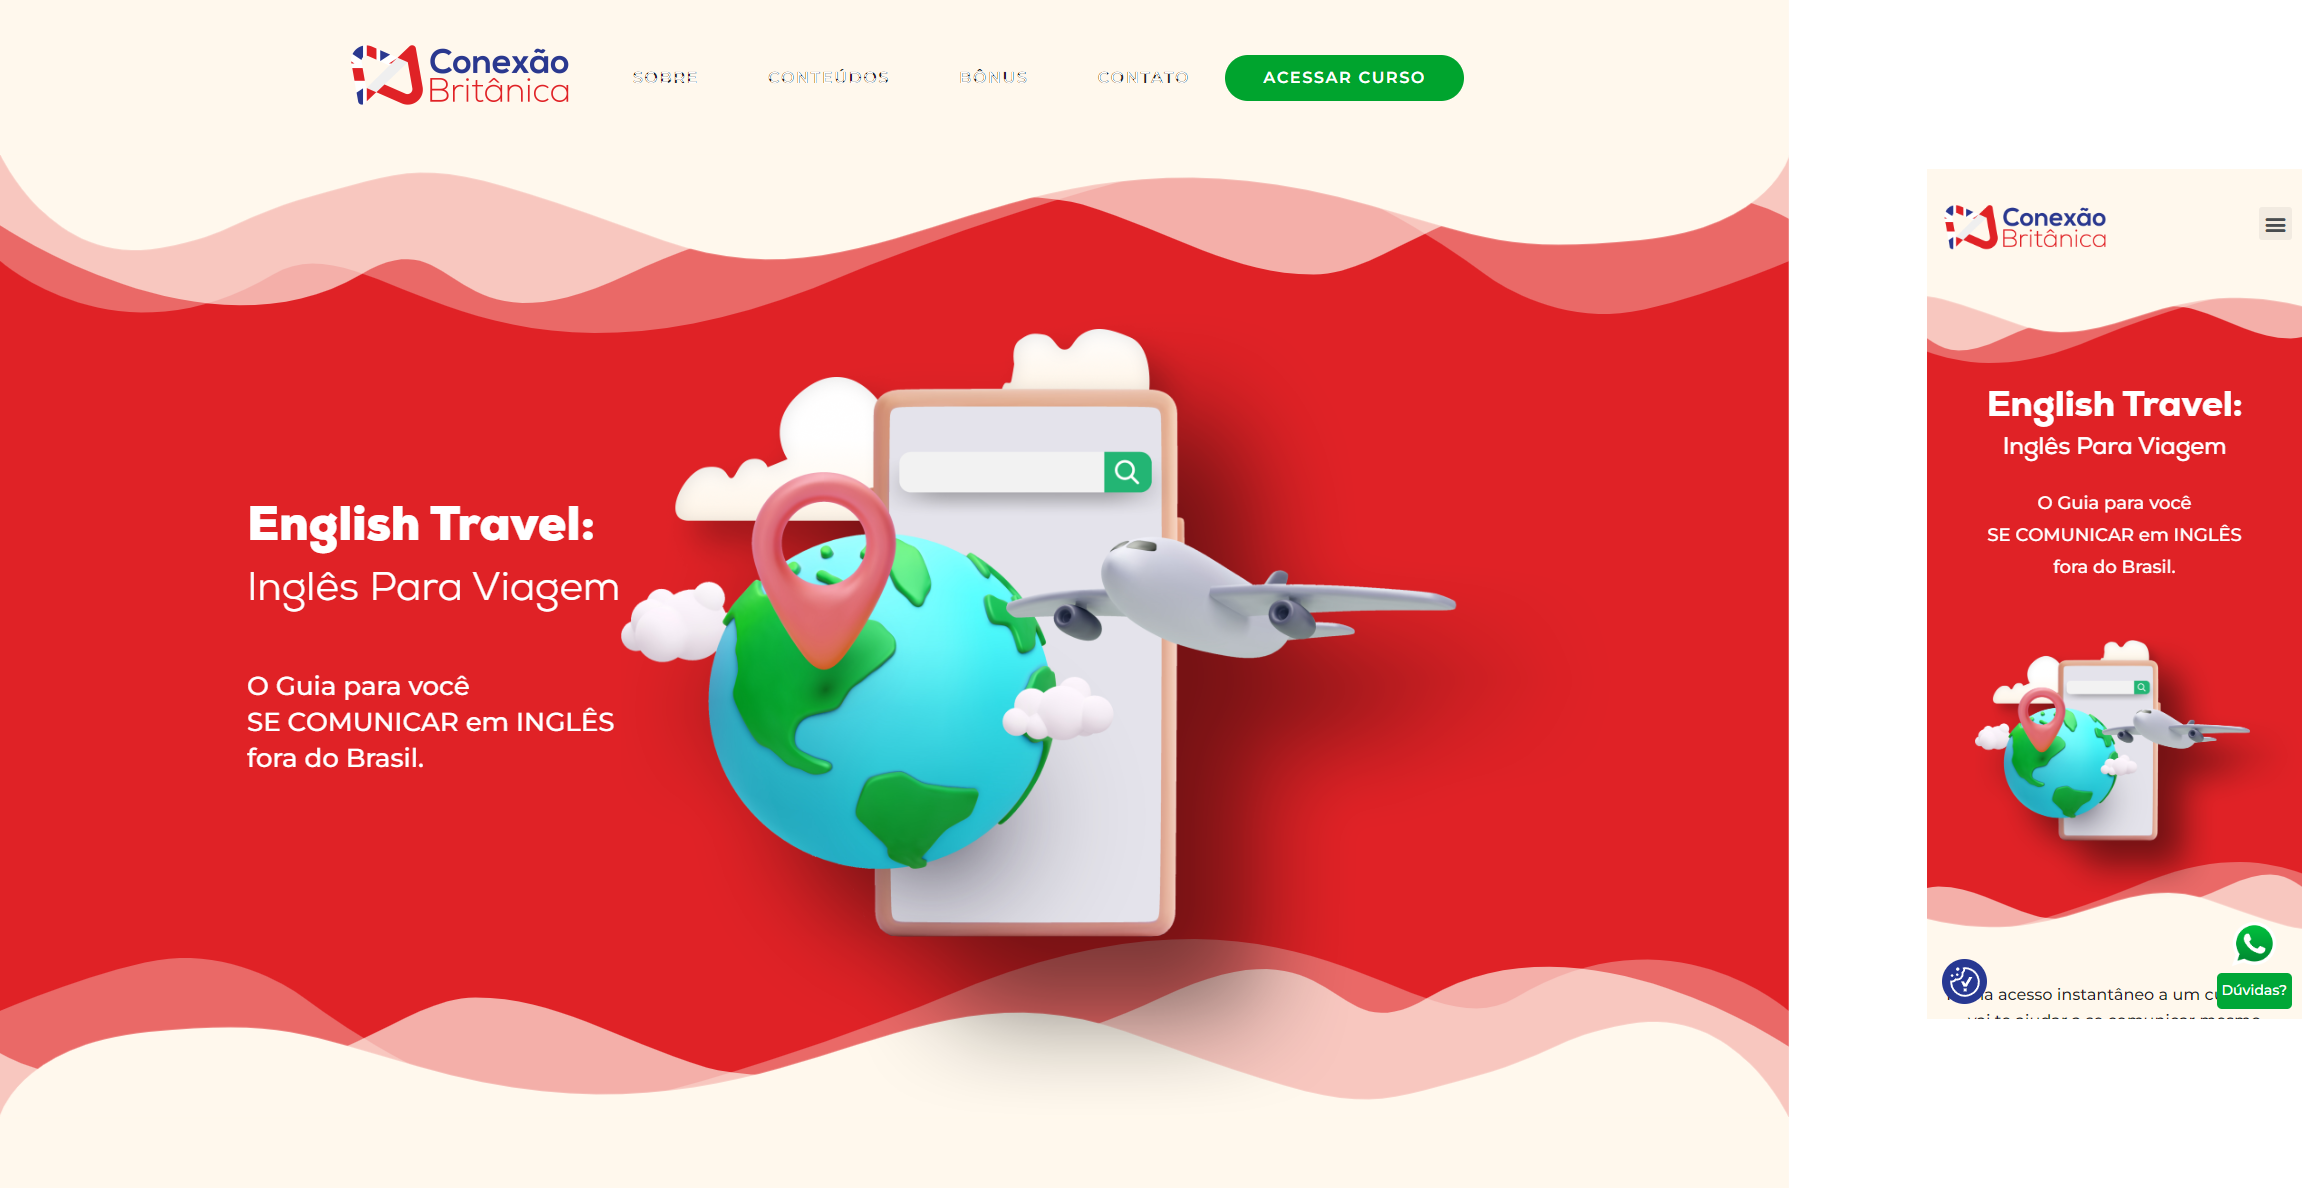 Conexão
Britânica
SOBRE
CONTEÚDOS
BÔNUS
CONTATO
ACESSAR CURSO
English Travel:
Inglês Para Viagem
O Guia para você
SE COMUNICAR em INGLÊS
fora do Brasil.
Conexão
Britânica
English Travel:
Inglês Para Viagem
O Guia para você
SE COMUNICAR em INGLÊS
fora do Brasil.
acesso instantâneo a um
Dúvidas?